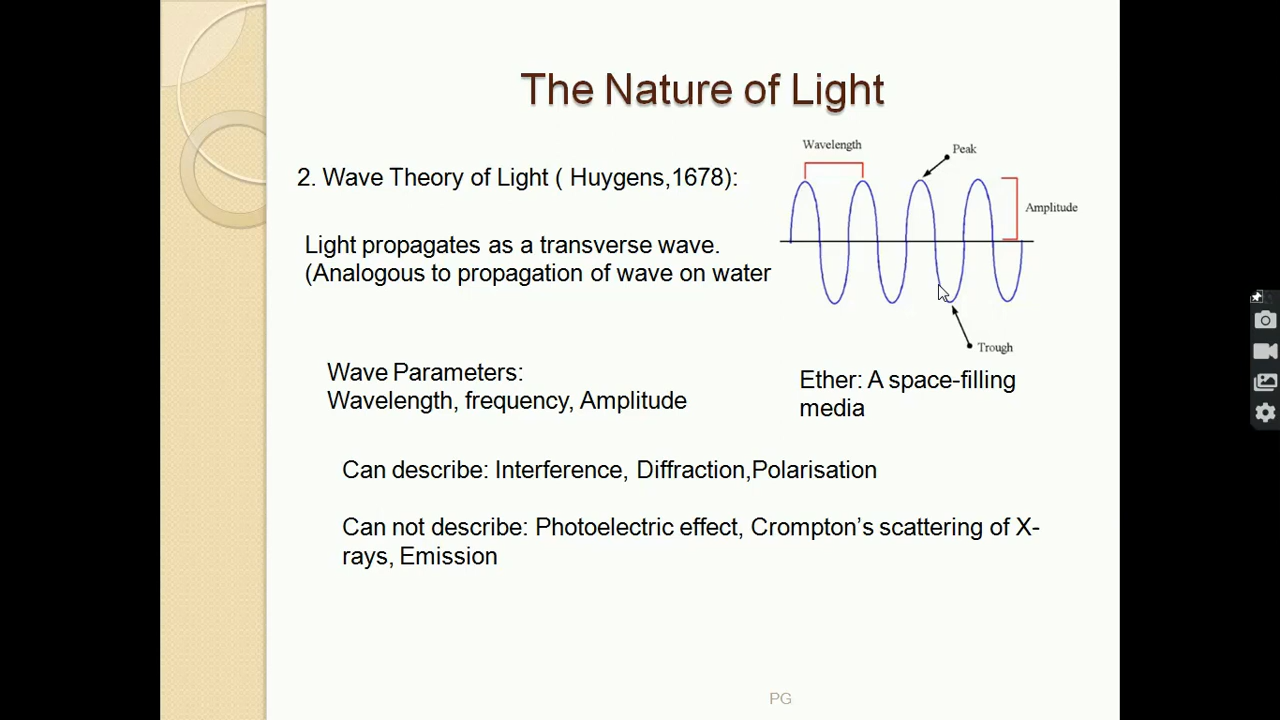 The Nature of Light
2. Wave Theory of Light ( Huygens,1678):
Light propagates as a transverse wave.
(Analogous to propagation of wave on water
Wavelength
Peak
Amplitude
Trough
Wave Parameters:
Wavelength, frequency, Amplitude
Ether: A space-filling
media
Can describe: Interference, Diffraction,Polarisation
Can not describe: Photoelectric effect, Crompton’s scattering of X-
rays, Emission
PG